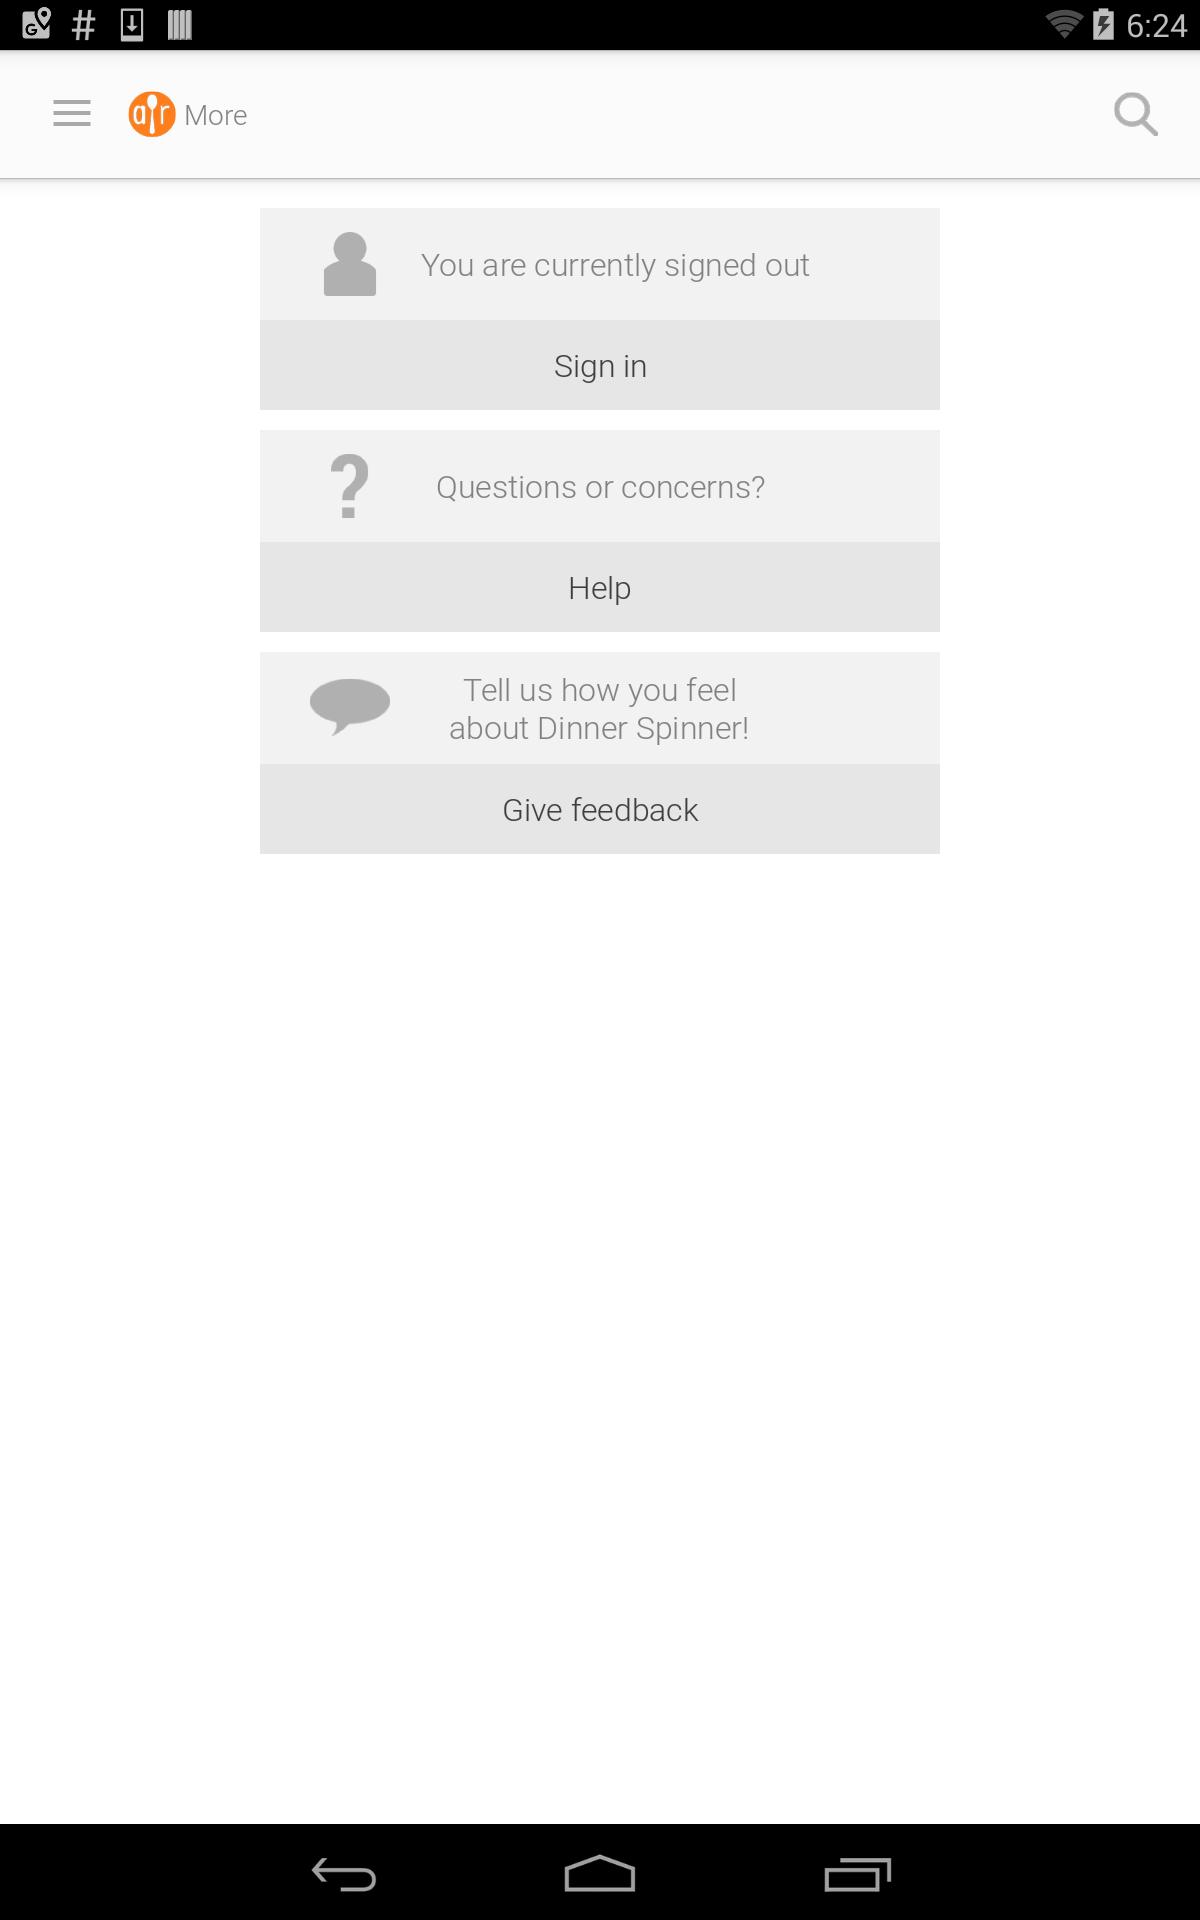 6:24
ar More
You are currently signed out
Sign in
? Questions or concerns?
Help
Tell us how you feel
about Dinner Spinner!
Give feedback